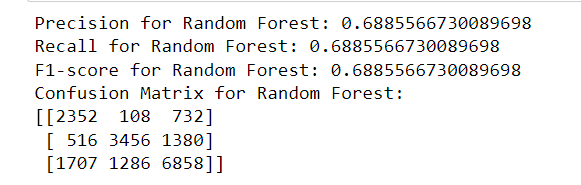 Precision for Random Forest: 0.6885566730089698
Recall for Random Forest: 0.6885566730089698
F1-score for Random Forest: 0.6885566730089698
Confusion Matrix for Random Forest:
[[2352  108  732]
 [ 516 3456 1380]
 [1707 1286 6858]]